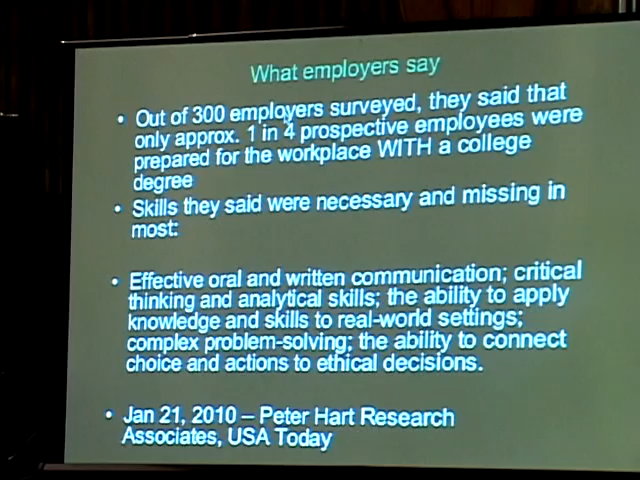 What employers say
• Out of 300 employers surveyed, they said that
only approx. 1 in 4 prospective employees were
prepared for the workplace WITH a college
degree
• Skills they said were necessary and missing in
most:
• Effective oral and written communication; critical
thinking and analytical skills; the ability to apply
knowledge and skills to real-world settings;
complex problem-solving; the ability to connect
choice and actions to ethical decisions.
• Jan 21, 2010 – Peter Hart Research
Associates, USA Today